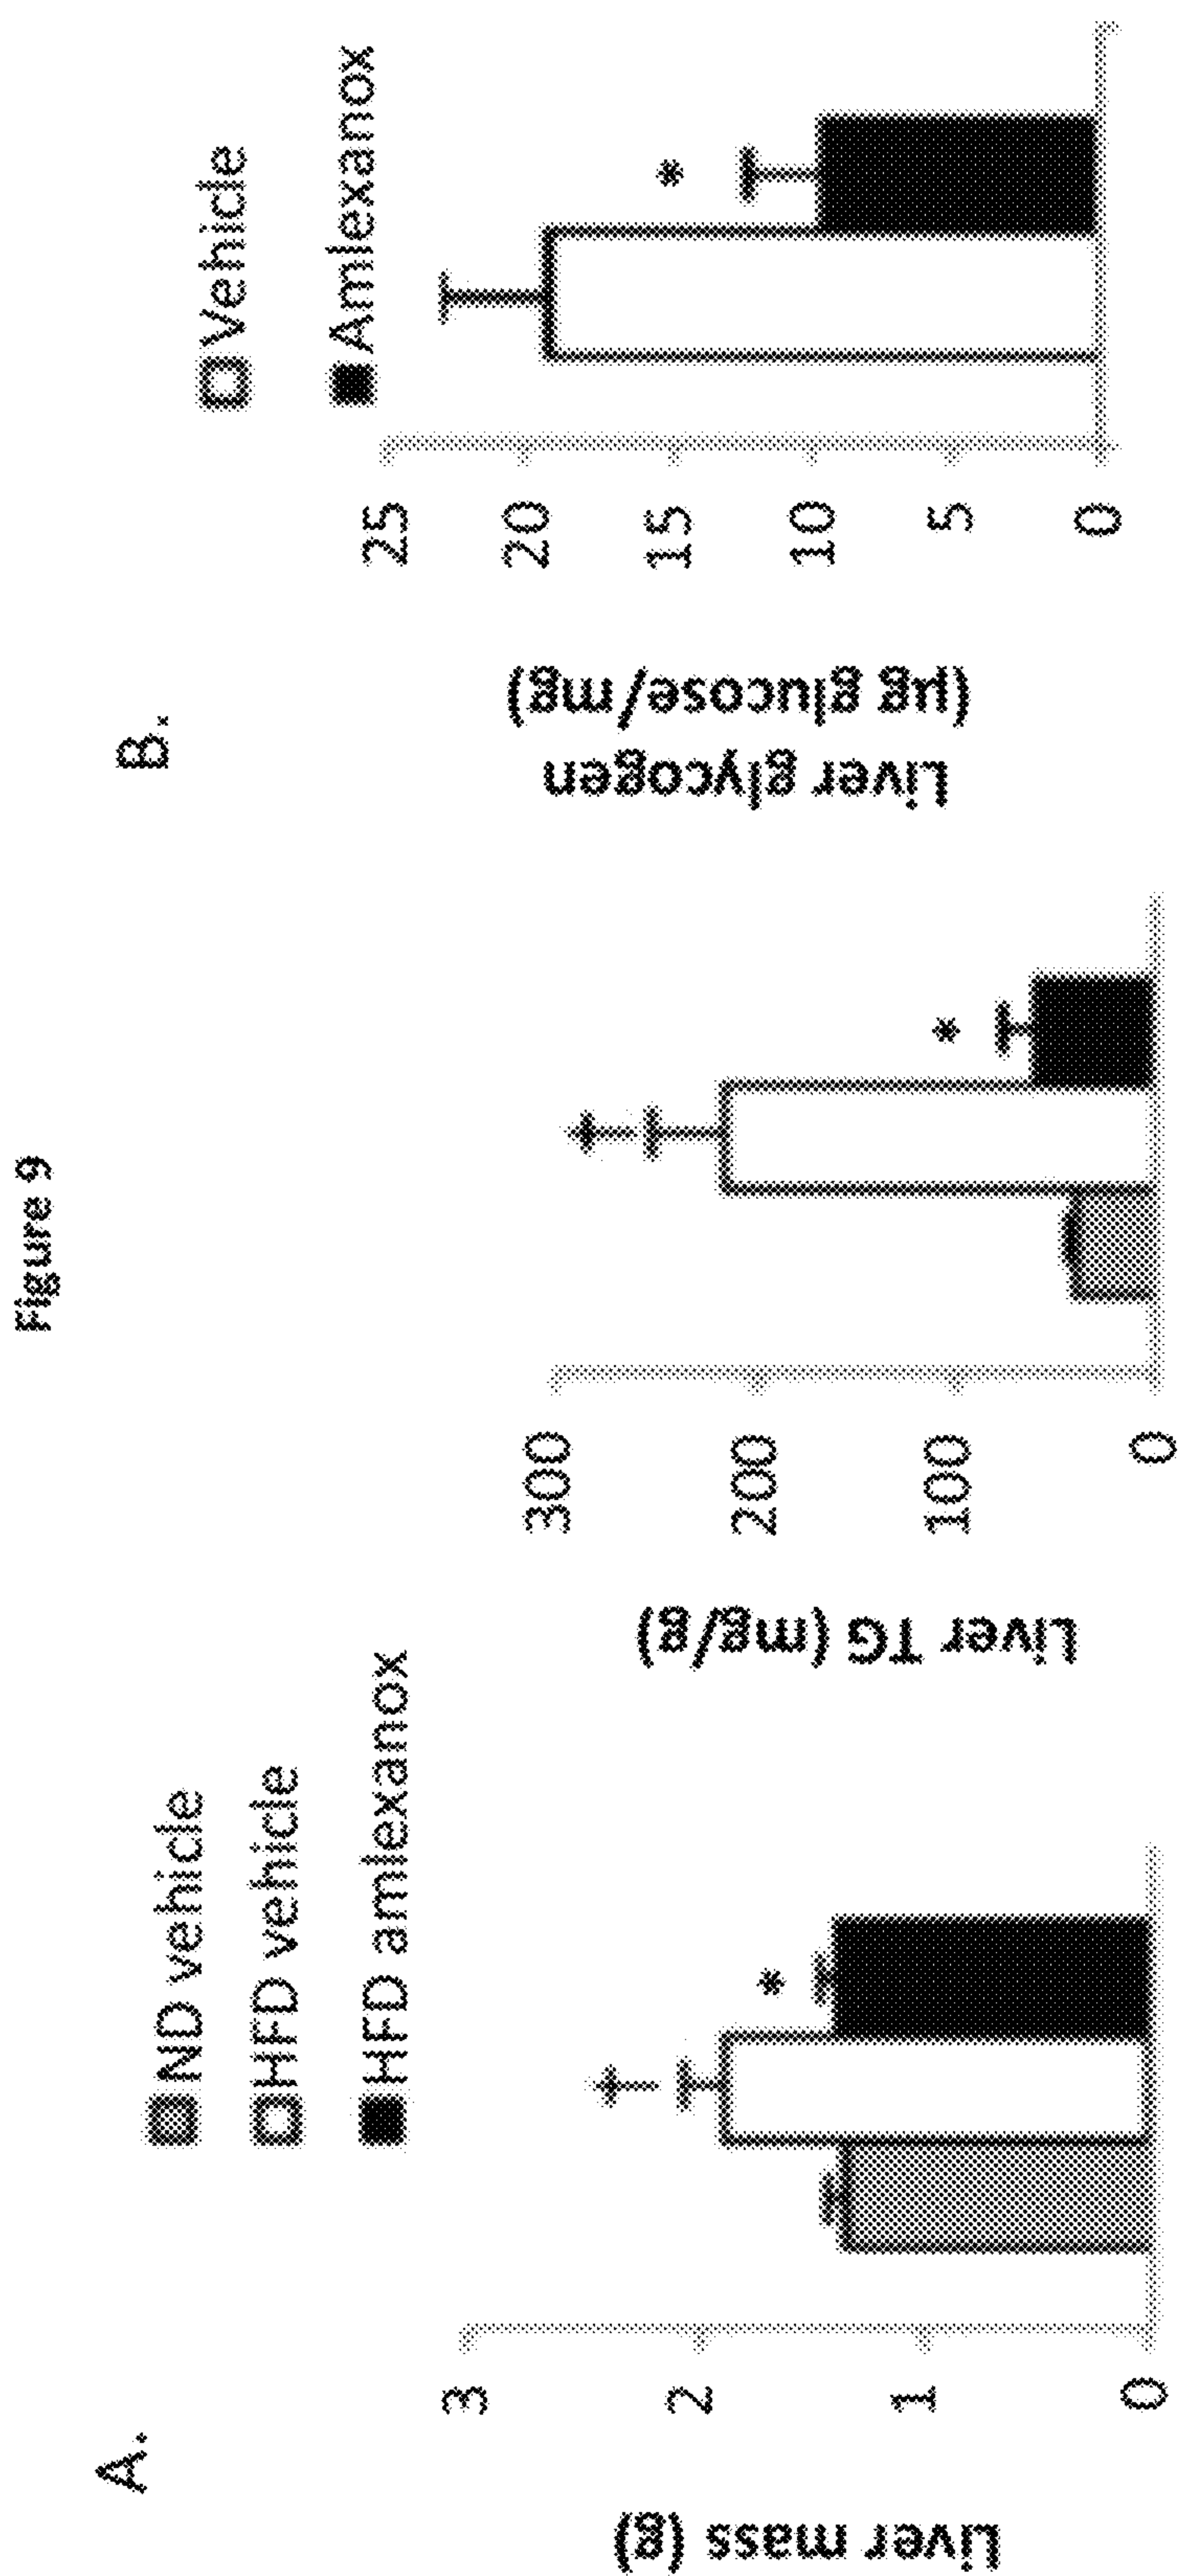 Figure 9
A.
ND vehicle
HFD vehicle
HFD amlexanox
Liver mass (g)
3
2
1
0
†
*
Liver TG (mg/g)
300
200
100
0
†
*
B.
Vehicle
Amlexanox
Liver glycogen
(µg glucose/mg)
25
20
15
10
5
0
*